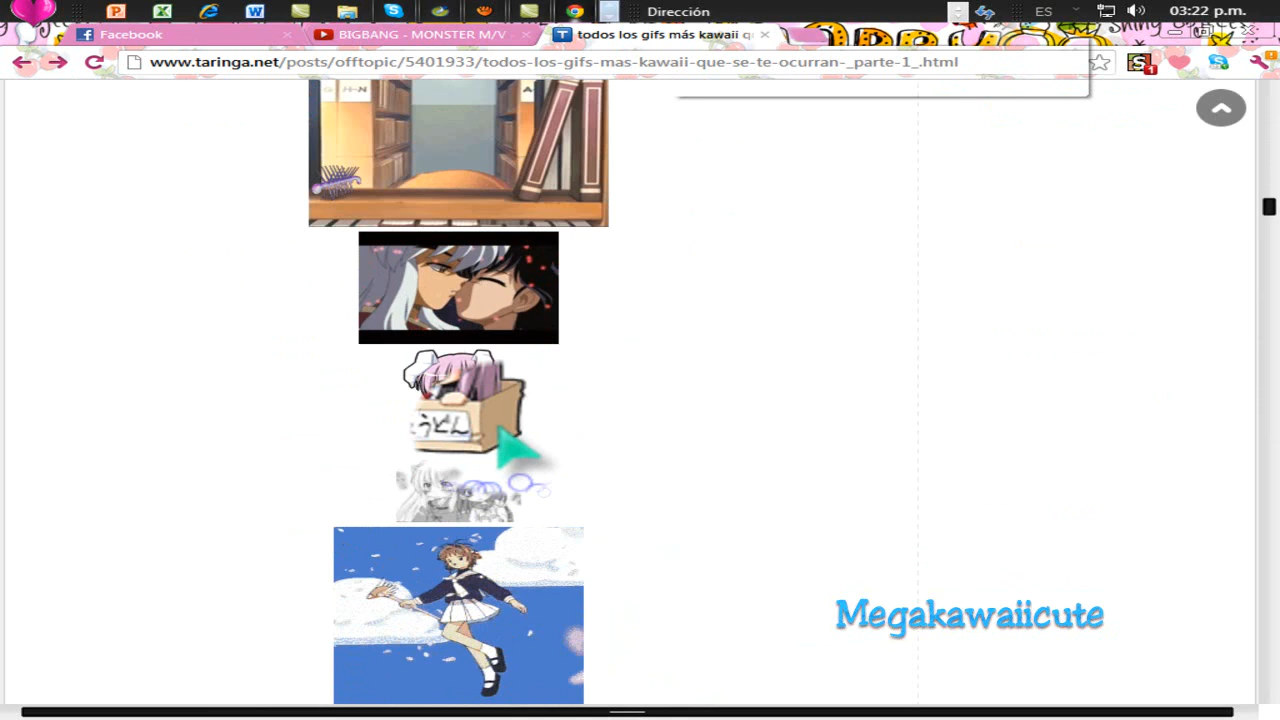 Dirección
ES
03:22 p.m.
Facebook
BIGBANG - MONSTER M/V -
todos los gifs más kawaii q
www.taringa.net/posts/offtopic/5401933/todos-los-gifs-mas-kawaii-que-se-te-ocurran-_parte-1_.html
G H-N
A
うどん
Megakawaiicute